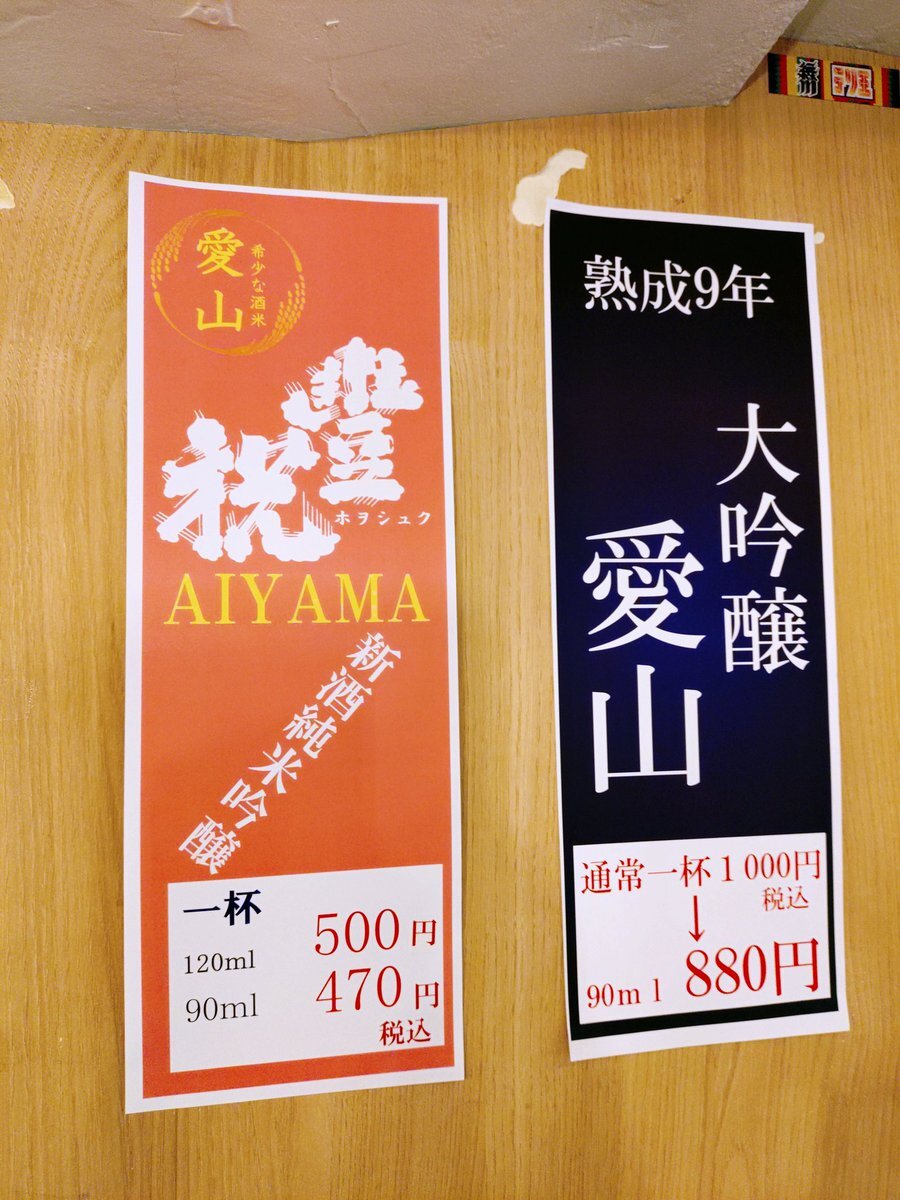 愛山
希少な酒米
豊祝
ホヲシュク
AIYAMA
新酒純米吟醸
一杯
120ml 500円
90ml 470円
税込
熟成9年
大吟醸
愛山
通常一杯1000円
税込
↓
90ml 880円